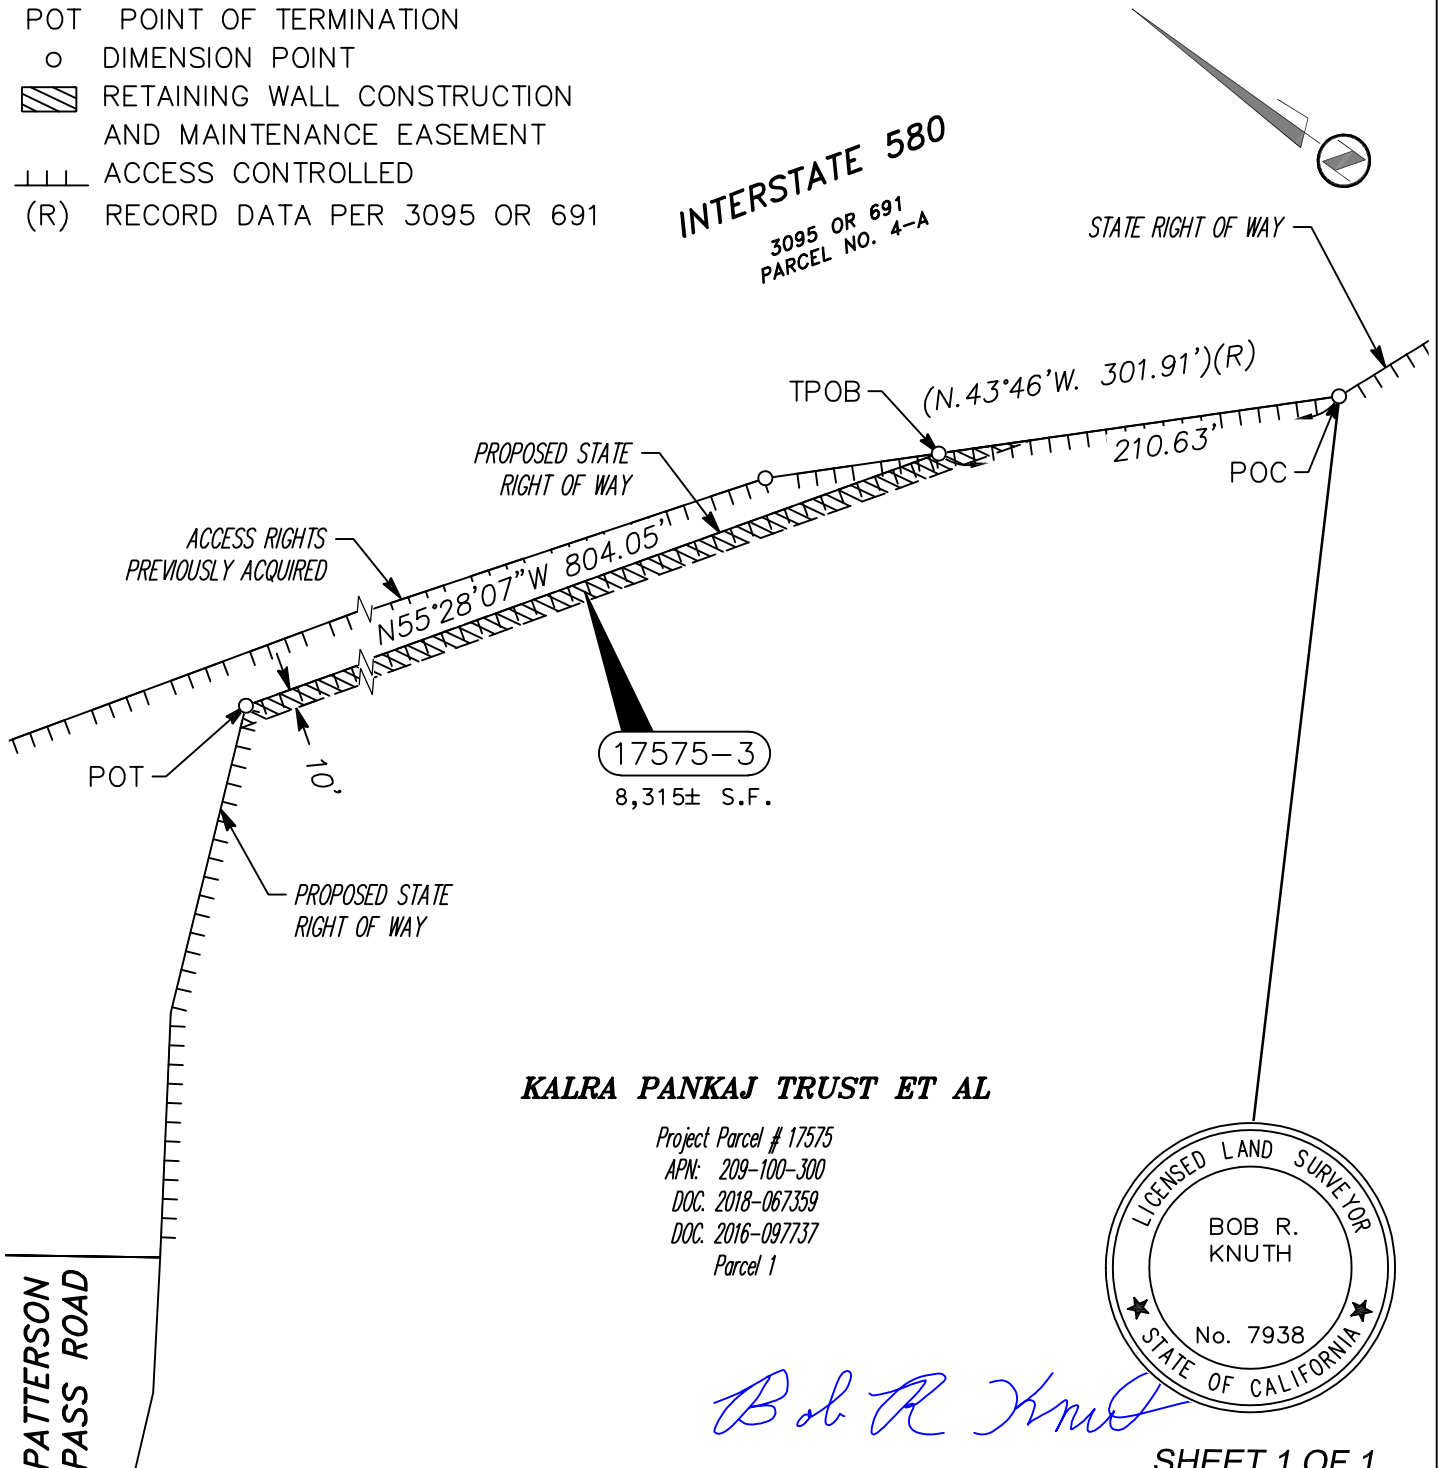 POT POINT OF TERMINATION
DIMENSION POINT
RETAINING WALL CONSTRUCTION
AND MAINTENANCE EASEMENT
ACCESS CONTROLLED
(R) RECORD DATA PER 3095 OR 691
INTERSTATE 580
3095 OR 691
PARCEL NO. 4-A
STATE RIGHT OF WAY
(N.43°46'W. 301.91')(R)
TPOB
210.63'
POC
PROPOSED STATE
RIGHT OF WAY
ACCESS RIGHTS
PREVIOUSLY ACQUIRED
N55°28'07"W 804.05'
17575-3
8,315± S.F.
POT
10'
PROPOSED STATE
RIGHT OF WAY
KALRA PANKAJ TRUST ET AL
Project Parcel # 17575
APN: 209-100-300
DOC. 2018-067359
DOC. 2016-097737
Parcel 1
LICENSED LAND SURVEYOR
BOB R.
KNUTH
No. 7938
STATE OF CALIFORNIA
PATTERSON
PASS ROAD
Bob R Knuth
SHEET 1 OF 1